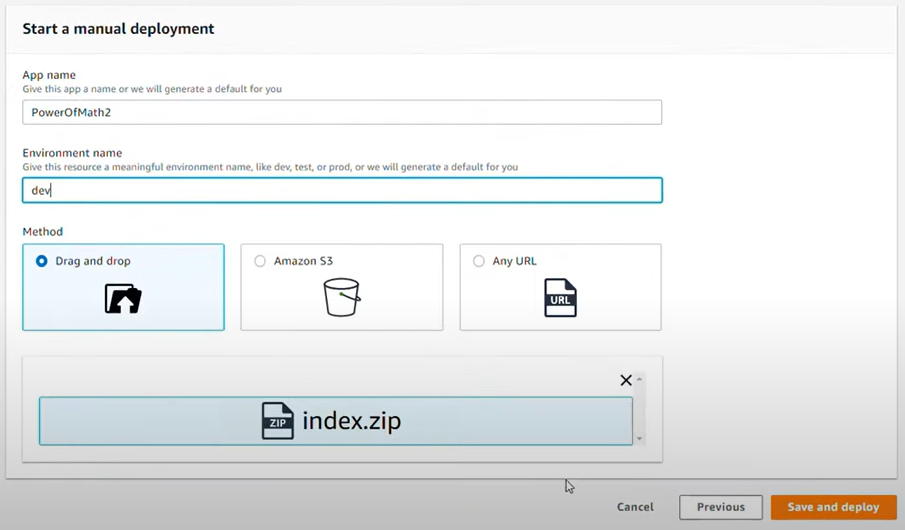 Start a manual deployment
App name
Give this app a name or we will generate a default for you
PowerOfMath2
Environment name
Give this resource a meaningful environment name, like dev, test, or prod, or we will generate a default for you
dev
Method
Drag and drop
Amazon S3
Any URL
URL
ZIP
index.zip
Cancel
Previous
Save and deploy